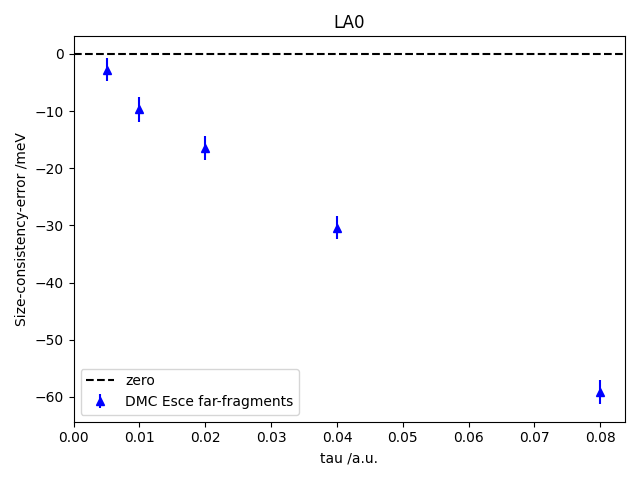 LA0
0
−10
−20
−30
−40
−50
−60
Size-consistency-error /meV
zero
DMC Esce far-fragments
0.00 0.01 0.02 0.03 0.04 0.05 0.06 0.07 0.08
tau /a.u.